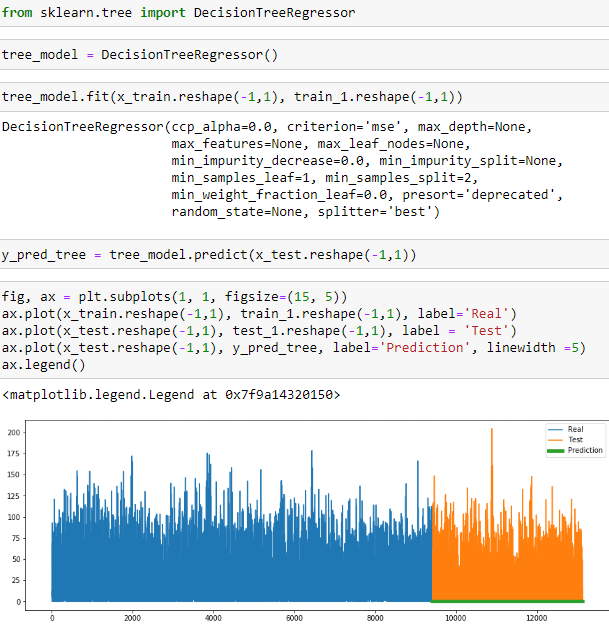 from sklearn.tree import DecisionTreeRegressor
tree_model = DecisionTreeRegressor()
tree_model.fit(x_train.reshape(-1,1), train_1.reshape(-1,1))
DecisionTreeRegressor(ccp_alpha=0.0, criterion='mse', max_depth=None,
max_features=None, max_leaf_nodes=None,
min_impurity_decrease=0.0, min_impurity_split=None,
min_samples_leaf=1, min_samples_split=2,
min_weight_fraction_leaf=0.0, presort='deprecated',
random_state=None, splitter='best')
y_pred_tree = tree_model.predict(x_test.reshape(-1,1))
fig, ax = plt.subplots(1, 1, figsize=(15, 5))
ax.plot(x_train.reshape(-1,1), train_1.reshape(-1,1), label='Real')
ax.plot(x_test.reshape(-1,1), test_1.reshape(-1,1), label = 'Test')
ax.plot(x_test.reshape(-1,1), y_pred_tree, label='Prediction', linewidth =5)
ax.legend()
<matplotlib.legend.Legend at 0x7f9a14320150>
Real
Test
Prediction
200
175
150
125
100
75
50
25
0
0 2000 4000 6000 8000 10000 12000